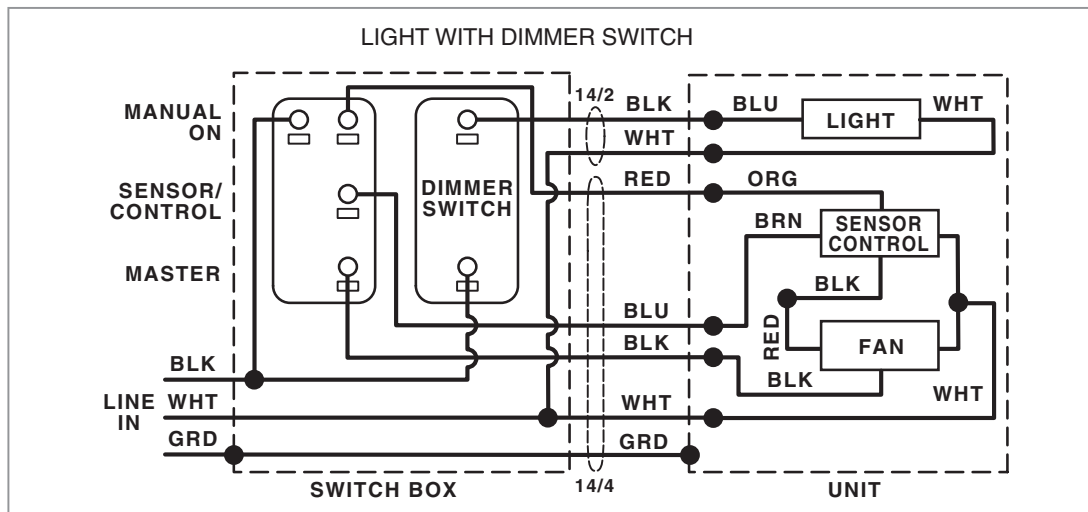 LIGHT WITH DIMMER SWITCH
14/2
MANUAL
ON
BLK
BLU
LIGHT
WHT
WHT
SENSOR/
CONTROL
DIMMER
SWITCH
RED
ORG
BRN
SENSOR
CONTROL
MASTER
BLK
BLU
RED
FAN
BLK
BLK
BLK
LINE
IN
WHT
WHT
WHT
GRD
GRD
SWITCH BOX
14/4
UNIT